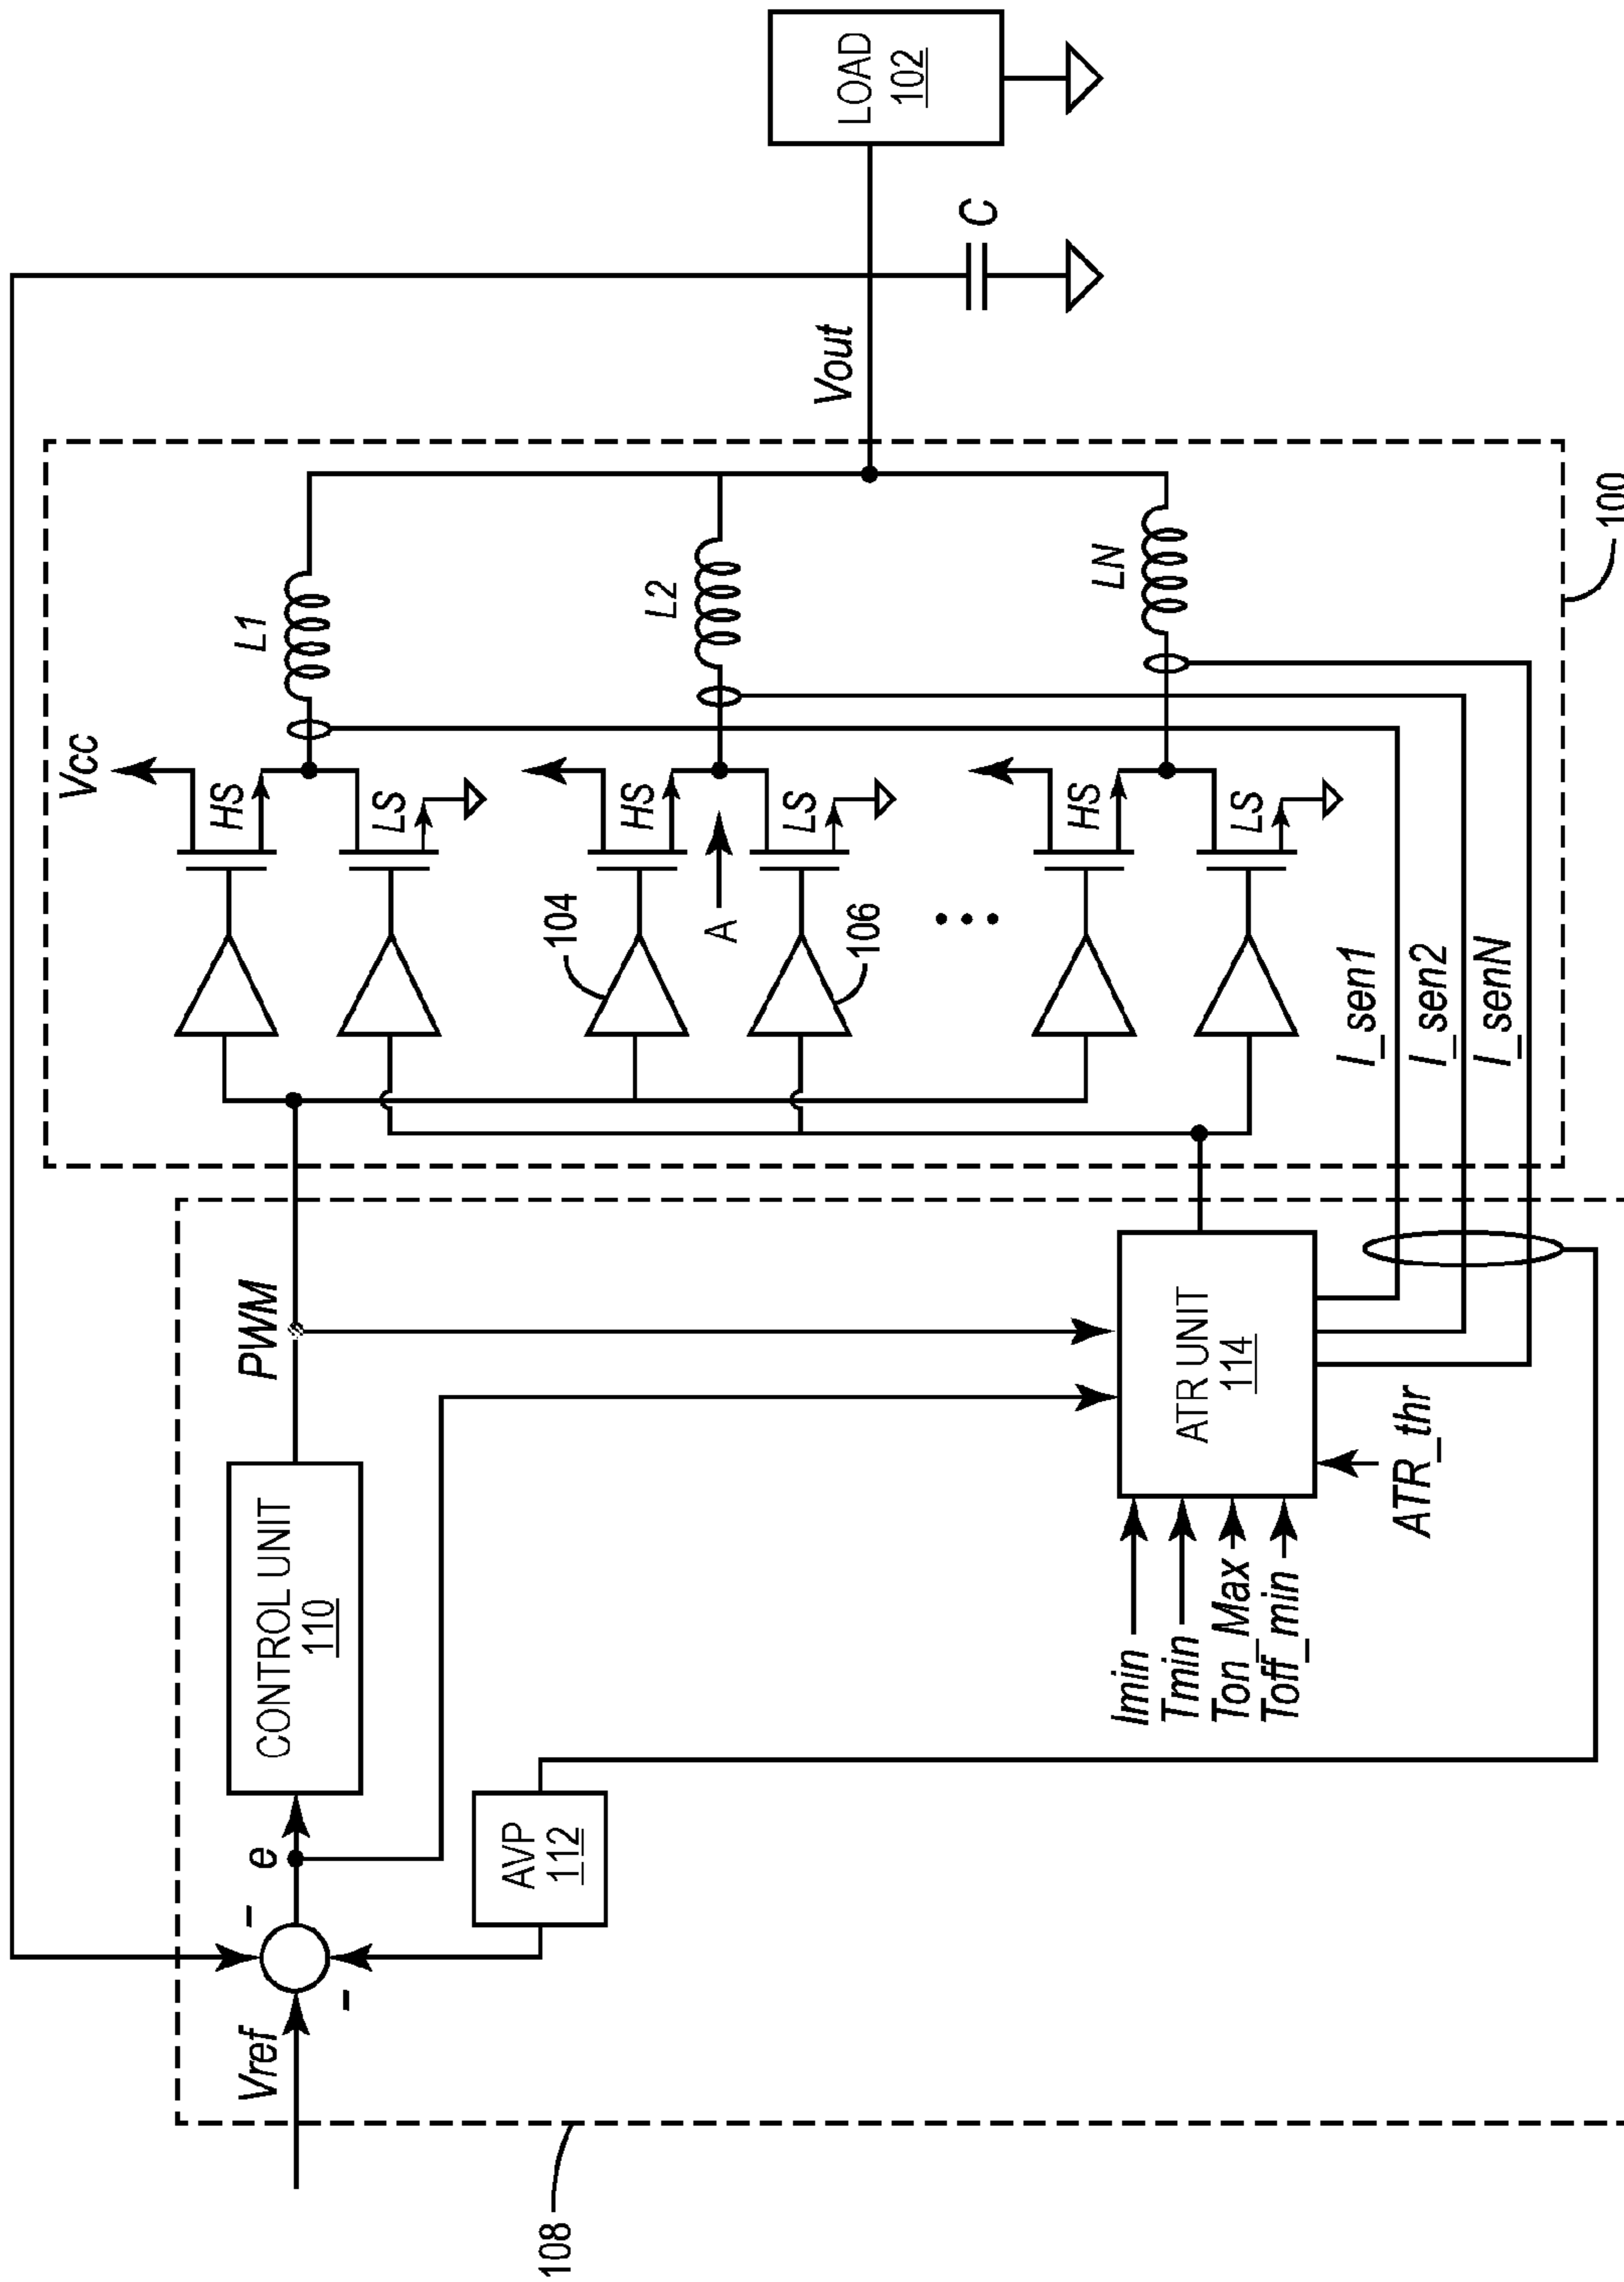 Vref
-
-
e
CONTROL UNIT
110
PWM
AVP
112
108
Imin
Tmin
Ton_Max
Toff_min
ATR_thr
ATR UNIT
114
I_sen1
I_sen2
I_senN
104
106
A
Vcc
HS
LS
HS
LS
HS
LS
L1
L2
LN
100
Vout
C
LOAD
102